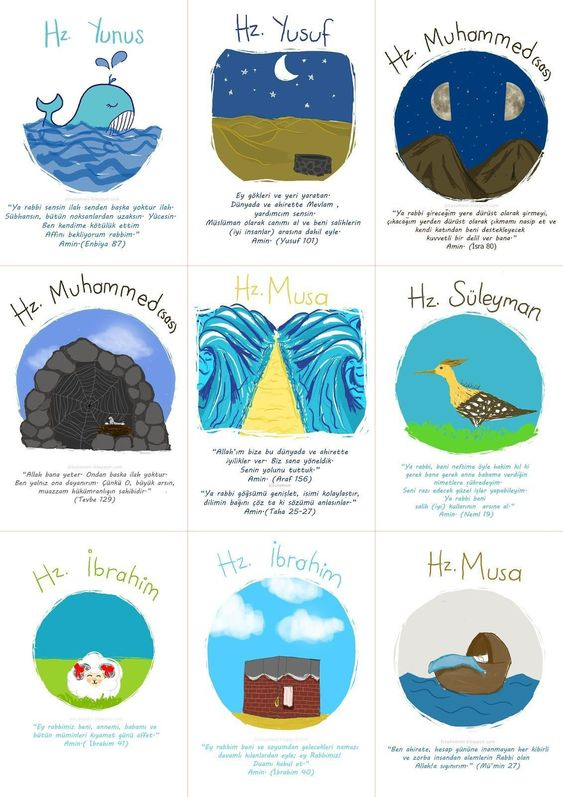 Hz. Yunus
"Ya rabbi sensin ilah senden başka yoktur ilah.
Sübhansın, bütün noksanlardan uzaksın. Yücesin.
Ben kendime kötülük ettim
Affını bekliyorum rabbim."
Amin.(Enbiya 87)
Hz. Yusuf
Ey gökleri ve yeri yaratan.
Dünyada ve ahirette Mevlam ,
yardımcım sensin.
Müslüman olarak canımı al ve beni salihlerin
(iyi insanlar) arasına dahil eyle.
Amin. (Yusuf 101)
Hz. Muhammed(sas)
"Ya rabbi gireceğim yere dürüst olarak girmeyi,
çıkacağım yerden dürüst olarak çıkmamı nasip et ve
kendi katından beni destekleyecek
kuvvetli bir delil ver bana."
Amin. (İsra 80)
Hz. Muhammed(sas)
"Allah bana yeter. Ondan baska ilah yoktur.
Ben yalnız ona dayanırım. Çünkü O, büyük arsın,
muazzam hükümranlıgın sahibidir."
(Tevbe 129)
Hz. Musa
"Allah'ım bize bu dünyada ve ahirette
iyilikler ver. Biz sana yöneldik.
Senin yolunu tuttuk."
Amin. (Araf 156)
"Ya rabbi göğsümü genişlet, isimi kolaylaştır,
dilimin bağını çöz ta ki sözümü anlasınlar."
Amin.(Taha 25-27)
Hz. Süleyman
"Ya rabbi, beni nefsime öyle hakim kıl ki
gerek bana gerek anne babama verdiğin
nimetlere şükredeyim.
Seni razı edecek güzel işler yapabileyim.
Ya rabbi beni
salih (iyi) kullarının arsına al."
Amin. (Neml 19)
Hz. İbrahim
"Ey rabbimiz beni, annemi, babamı ve
bütün müminleri kıyamet günü affet."
Amin.( İbrahim 41)
Hz. İbrahim
"Ey rabbim beni ve soyumdan gelecekleri namazı
devamlı kılanlardan eyle; ey Rabbimiz!
Duamı kabul et."
Amin. (İbrahim 40)
Hz. Musa
"Ben ahirete, hesap gününe inanmayan her kibirli
ve zorba insandan alemlerin Rabbi olan
Allah'a sıgınırım." (Mü'min 27)